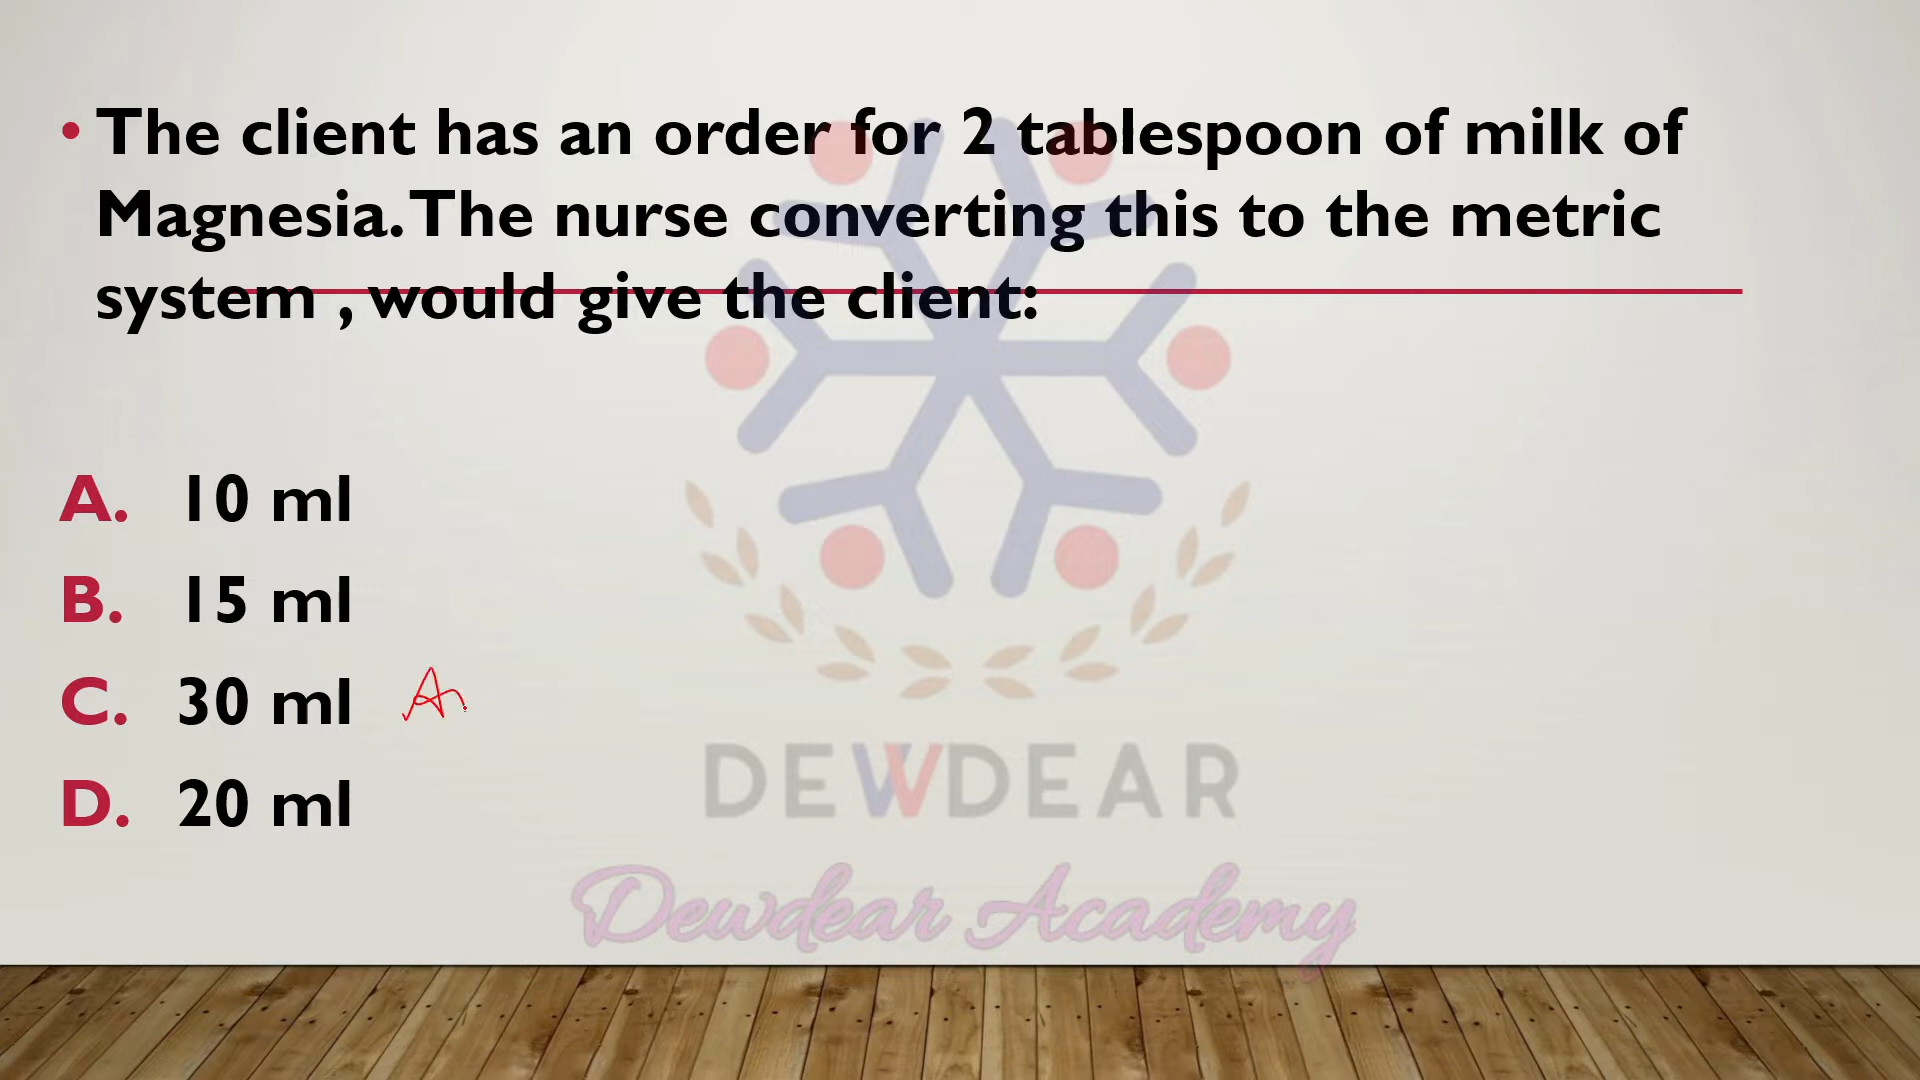 • The client has an order for 2 tablespoon of milk of
Magnesia. The nurse converting this to the metric
system , would give the client:
A. 10 ml
B. 15 ml
C. 30 ml An
D. 20 ml
DEWDEAR
Dewdear Academy